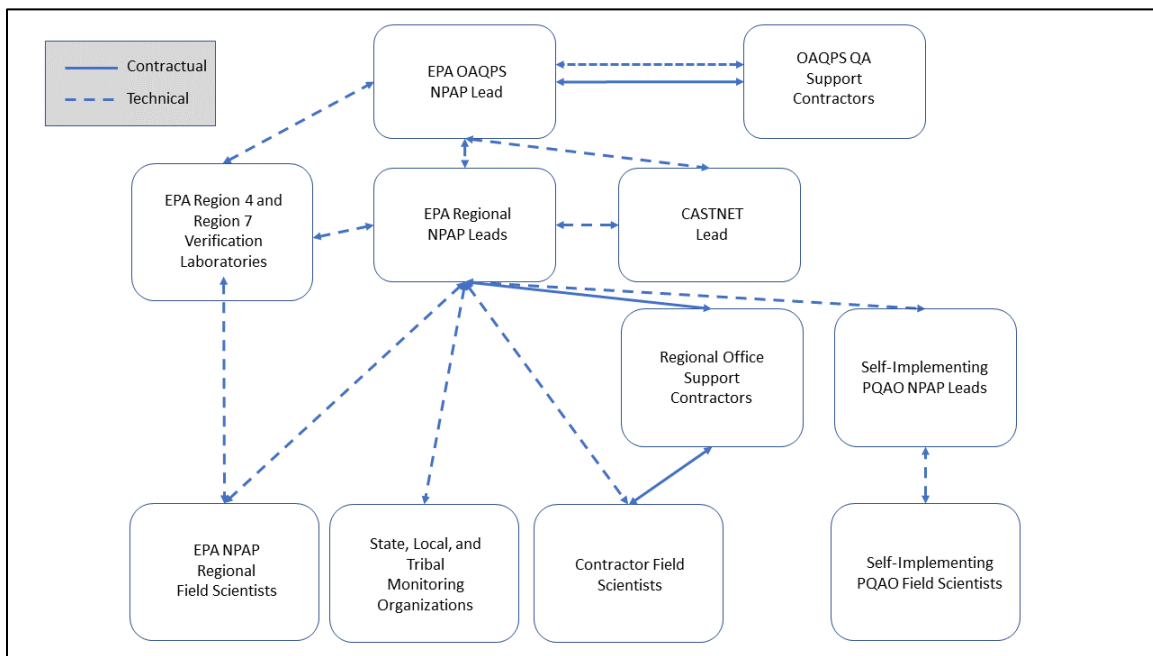 Contractual
Technical
EPA OAQPS
NPAP Lead
OAQPS QA
Support
Contractors
EPA Region 4 and
Region 7
Verification
Laboratories
EPA Regional
NPAP Leads
CASTNET
Lead
Regional Office
Support
Contractors
Self-Implementing
PQAO NPAP Leads
EPA NPAP
Regional
Field Scientists
State, Local, and
Tribal
Monitoring
Organizations
Contractor Field
Scientists
Self-Implementing
PQAO Field Scientists